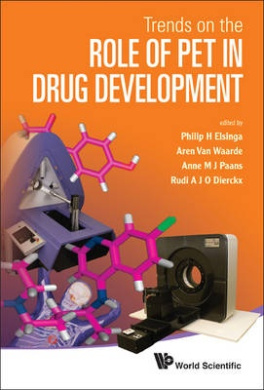 Trends on the
ROLE OF PET IN
DRUG DEVELOPMENT
edited by
Philip H Elsinga
Aren Van Waarde
Anne M J Paans
Rudi A J O Dierckx
World Scientific